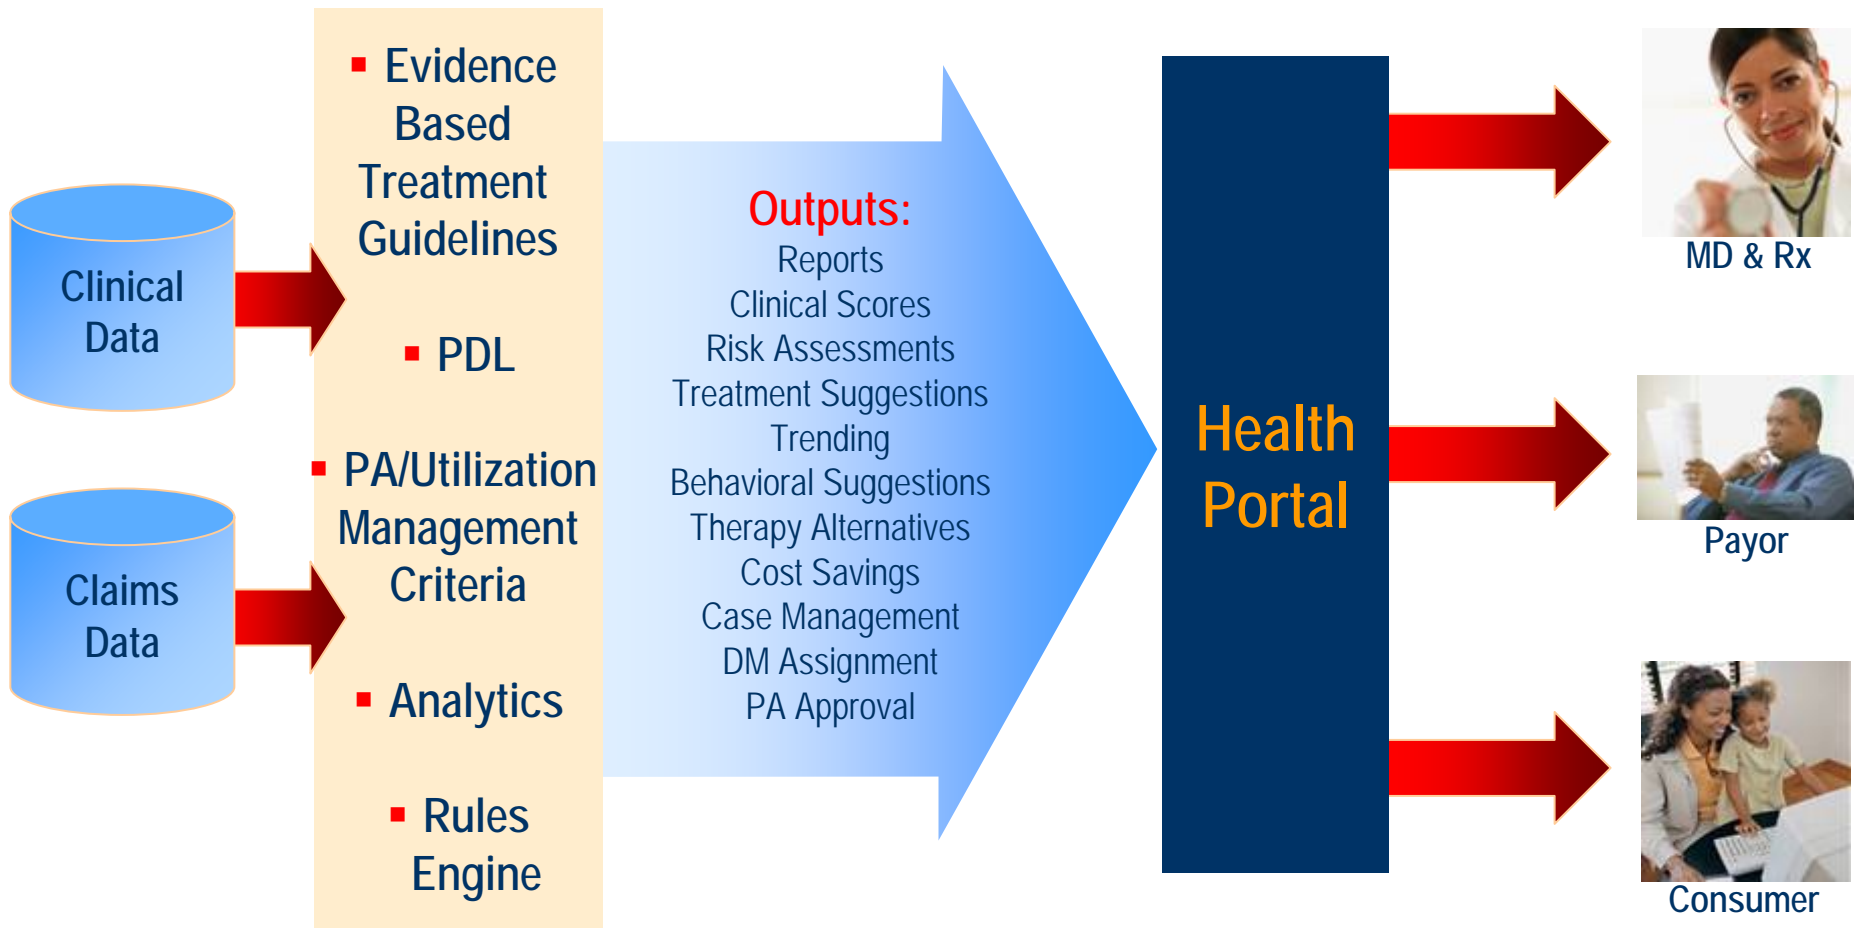 Clinical
Data
Claims
Data
▪ Evidence
Based
Treatment
Guidelines
▪ PDL
▪ PA/Utilization
Management
Criteria
▪ Analytics
▪ Rules
Engine
Outputs:
Reports
Clinical Scores
Risk Assessments
Treatment Suggestions
Trending
Behavioral Suggestions
Therapy Alternatives
Cost Savings
Case Management
DM Assignment
PA Approval
Health
Portal
MD & Rx
Payor
Consumer